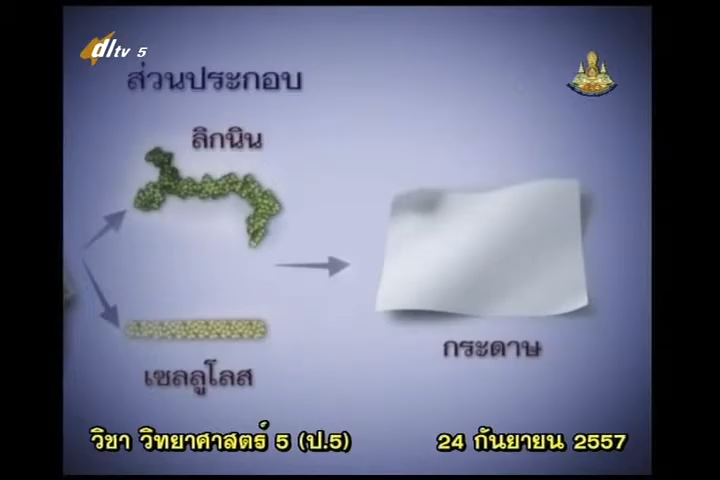 dltv 5
ส่วนประกอบ
ลิกนิน
เซลลูโลส
กระดาษ
วิชา วิทยาศาสตร์ 5 (ป.5)
24 กันยายน 2557